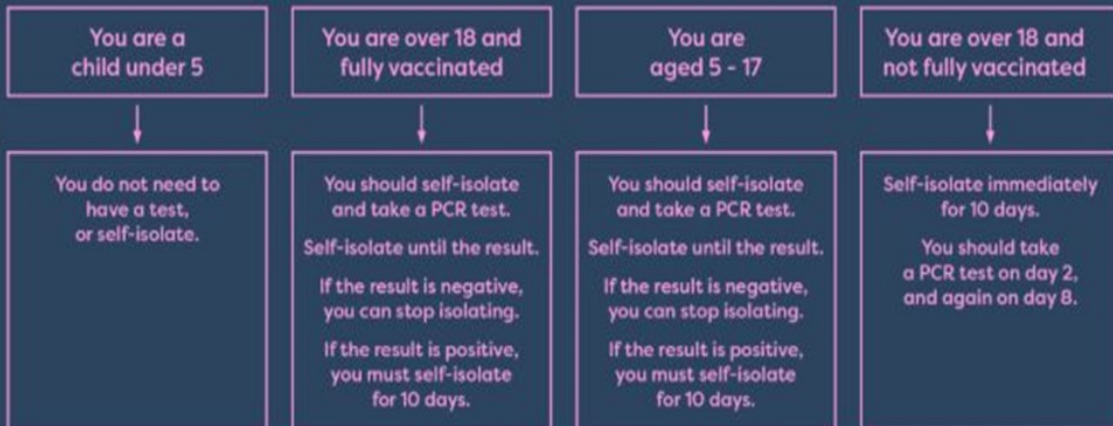 You are a
child under 5
You do not need to
have a test,
or self-isolate.
You are over 18 and
fully vaccinated
You should self-isolate
and take a PCR test.
Self-isolate until the result.
If the result is negative,
you can stop isolating.
If the result is positive,
you must self-isolate
for 10 days.
You are
aged 5 - 17
You should self-isolate
and take a PCR test.
Self-isolate until the result.
If the result is negative,
you can stop isolating.
If the result is positive,
you must self-isolate
for 10 days.
You are over 18 and
not fully vaccinated
Self-isolate immediately
for 10 days.
You should take
a PCR test on day 2,
and again on day 8.